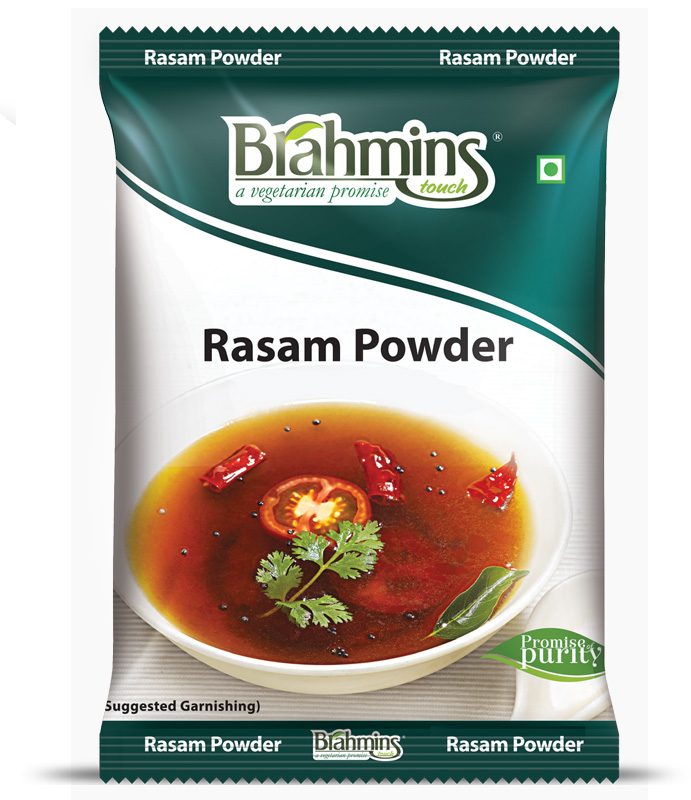 Rasam Powder Rasam Powder
Brahmins®
a vegetarian promise touch
Rasam Powder
Promise of
purity
Suggested Garnishing)
Rasam Powder Brahmins Rasam Powder
a vegetarian promise touch